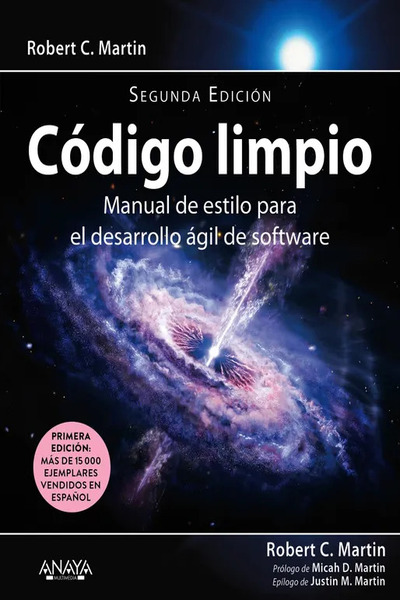 Robert C. Martin
SEGUNDA EDICIÓN
Código limpio
Manual de estilo para
el desarrollo ágil de software
PRIMERA
EDICIÓN:
MÁS DE 15 000
EJEMPLARES
VENDIDOS EN
ESPAÑOL
Robert C. Martin
Prólogo de Micah D. Martin
Epílogo de Justin M. Martin
ANAYA
MULTIMEDIA